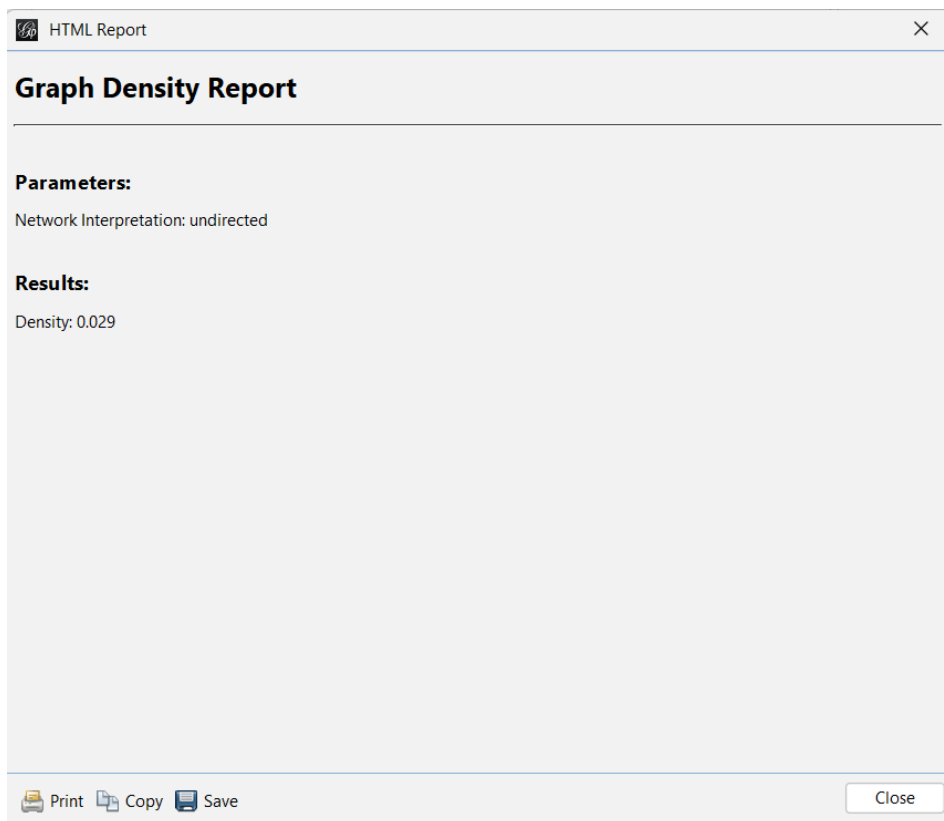 HTML Report
Graph Density Report
Parameters:
Network Interpretation: undirected
Results:
Density: 0.029
Print Copy Save Close